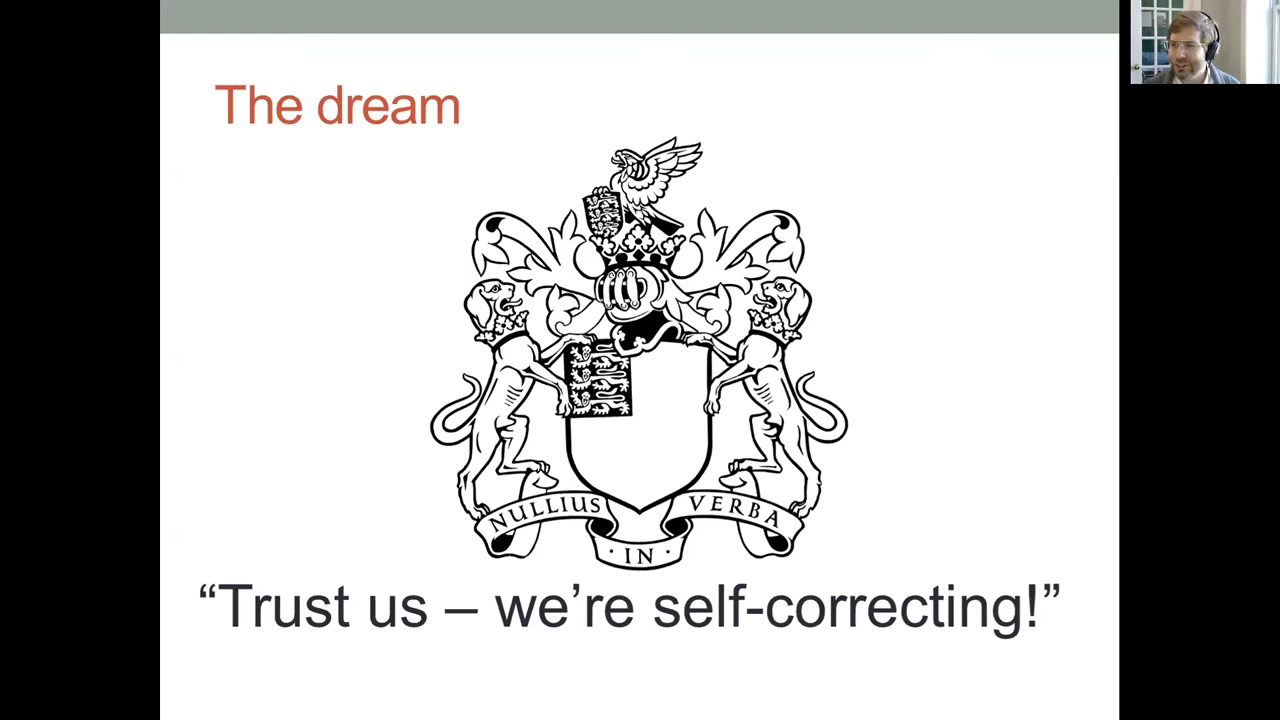 The dream
NULLIUS
· IN ·
VERBA
“Trust us – we’re self-correcting!”